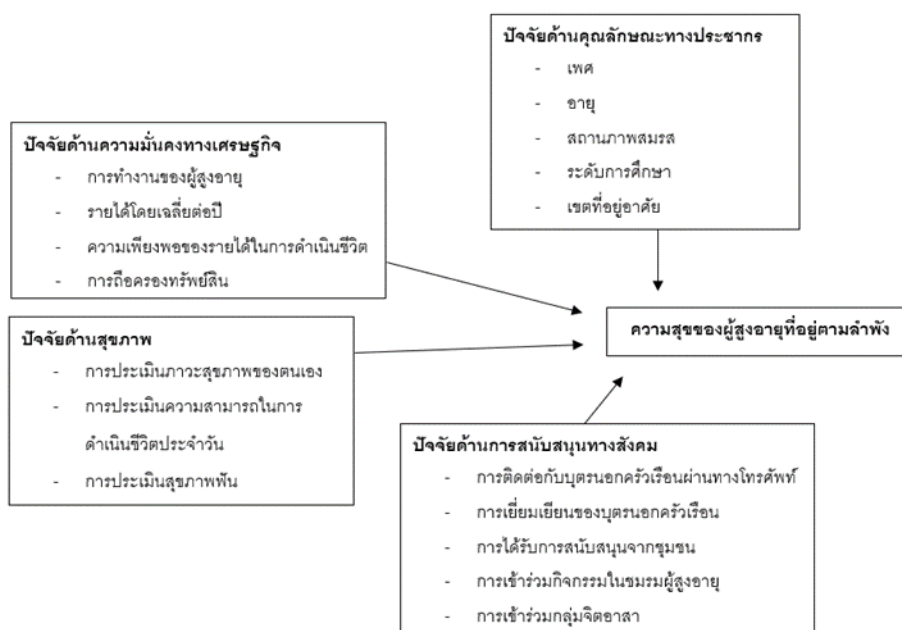 ปัจจัยด้านคุณลักษณะทางประชากร
- เพศ
- อายุ
- สถานภาพสมรส
- ระดับการศึกษา
- เขตที่อยู่อาศัย
ปัจจัยด้านความมั่นคงทางเศรษฐกิจ
- การทำงานของผู้สูงอายุ
- รายได้โดยเฉลี่ยต่อปี
- ความเพียงพอของรายได้ในการดำเนินชีวิต
- การถือครองทรัพย์สิน
ความสุขของผู้สูงอายุที่อยู่ตามลำพัง
ปัจจัยด้านสุขภาพ
- การประเมินภาวะสุขภาพของตนเอง
- การประเมินความสามารถในการ
ดำเนินชีวิตประจำวัน
- การประเมินสุขภาพฟัน
ปัจจัยด้านการสนับสนุนทางสังคม
- การติดต่อกับบุตรนอกครัวเรือนผ่านทางโทรศัพท์
- การเยี่ยมเยียนของบุตรนอกครัวเรือน
- การได้รับการสนับสนุนจากชุมชน
- การเข้าร่วมกิจกรรมในชมรมผู้สูงอายุ
- การเข้าร่วมกลุ่มจิตอาสา